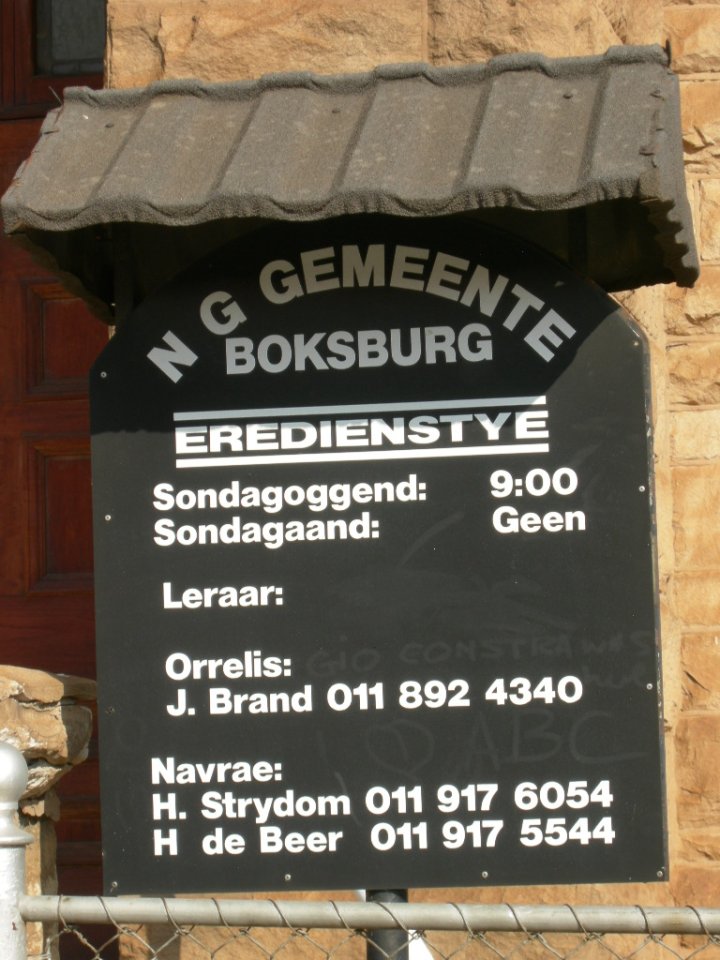 N G GEMEENTE
BOKSBURG
EREDIENSTYE
Sondagoggend: 9:00
Sondagaand: Geen
Leraar:
Orrelis:
J. Brand 011 892 4340
Navrae:
H. Strydom 011 917 6054
H de Beer 011 917 5544
ABC